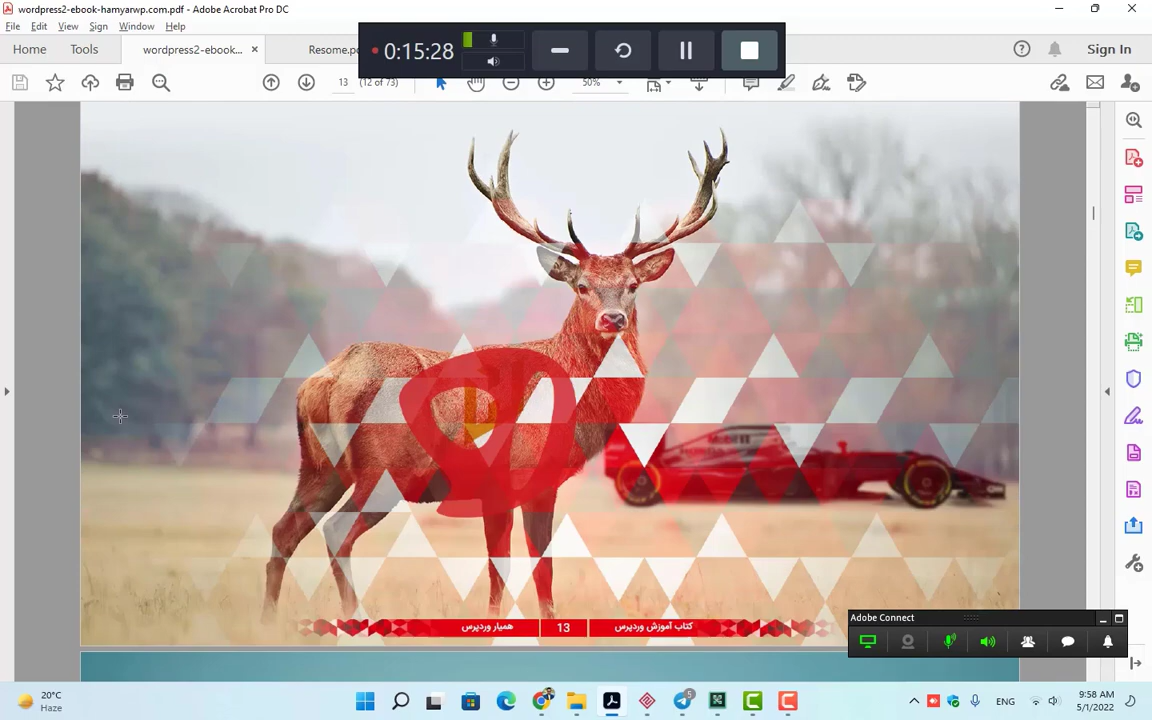 wordpress2-ebook-hamyarwp.com.pdf - Adobe Acrobat Pro DC
File Edit View Sign Window Help
Home Tools wordpress2-ebook... × Resume.p
0:15:28
Sign In
13 (12 of 73) 50%
همیار وردپرس 13 کتاب آموزش وردپرس
Adobe Connect
20°C
Haze
5
ENG
9:58 AM
5/1/2022